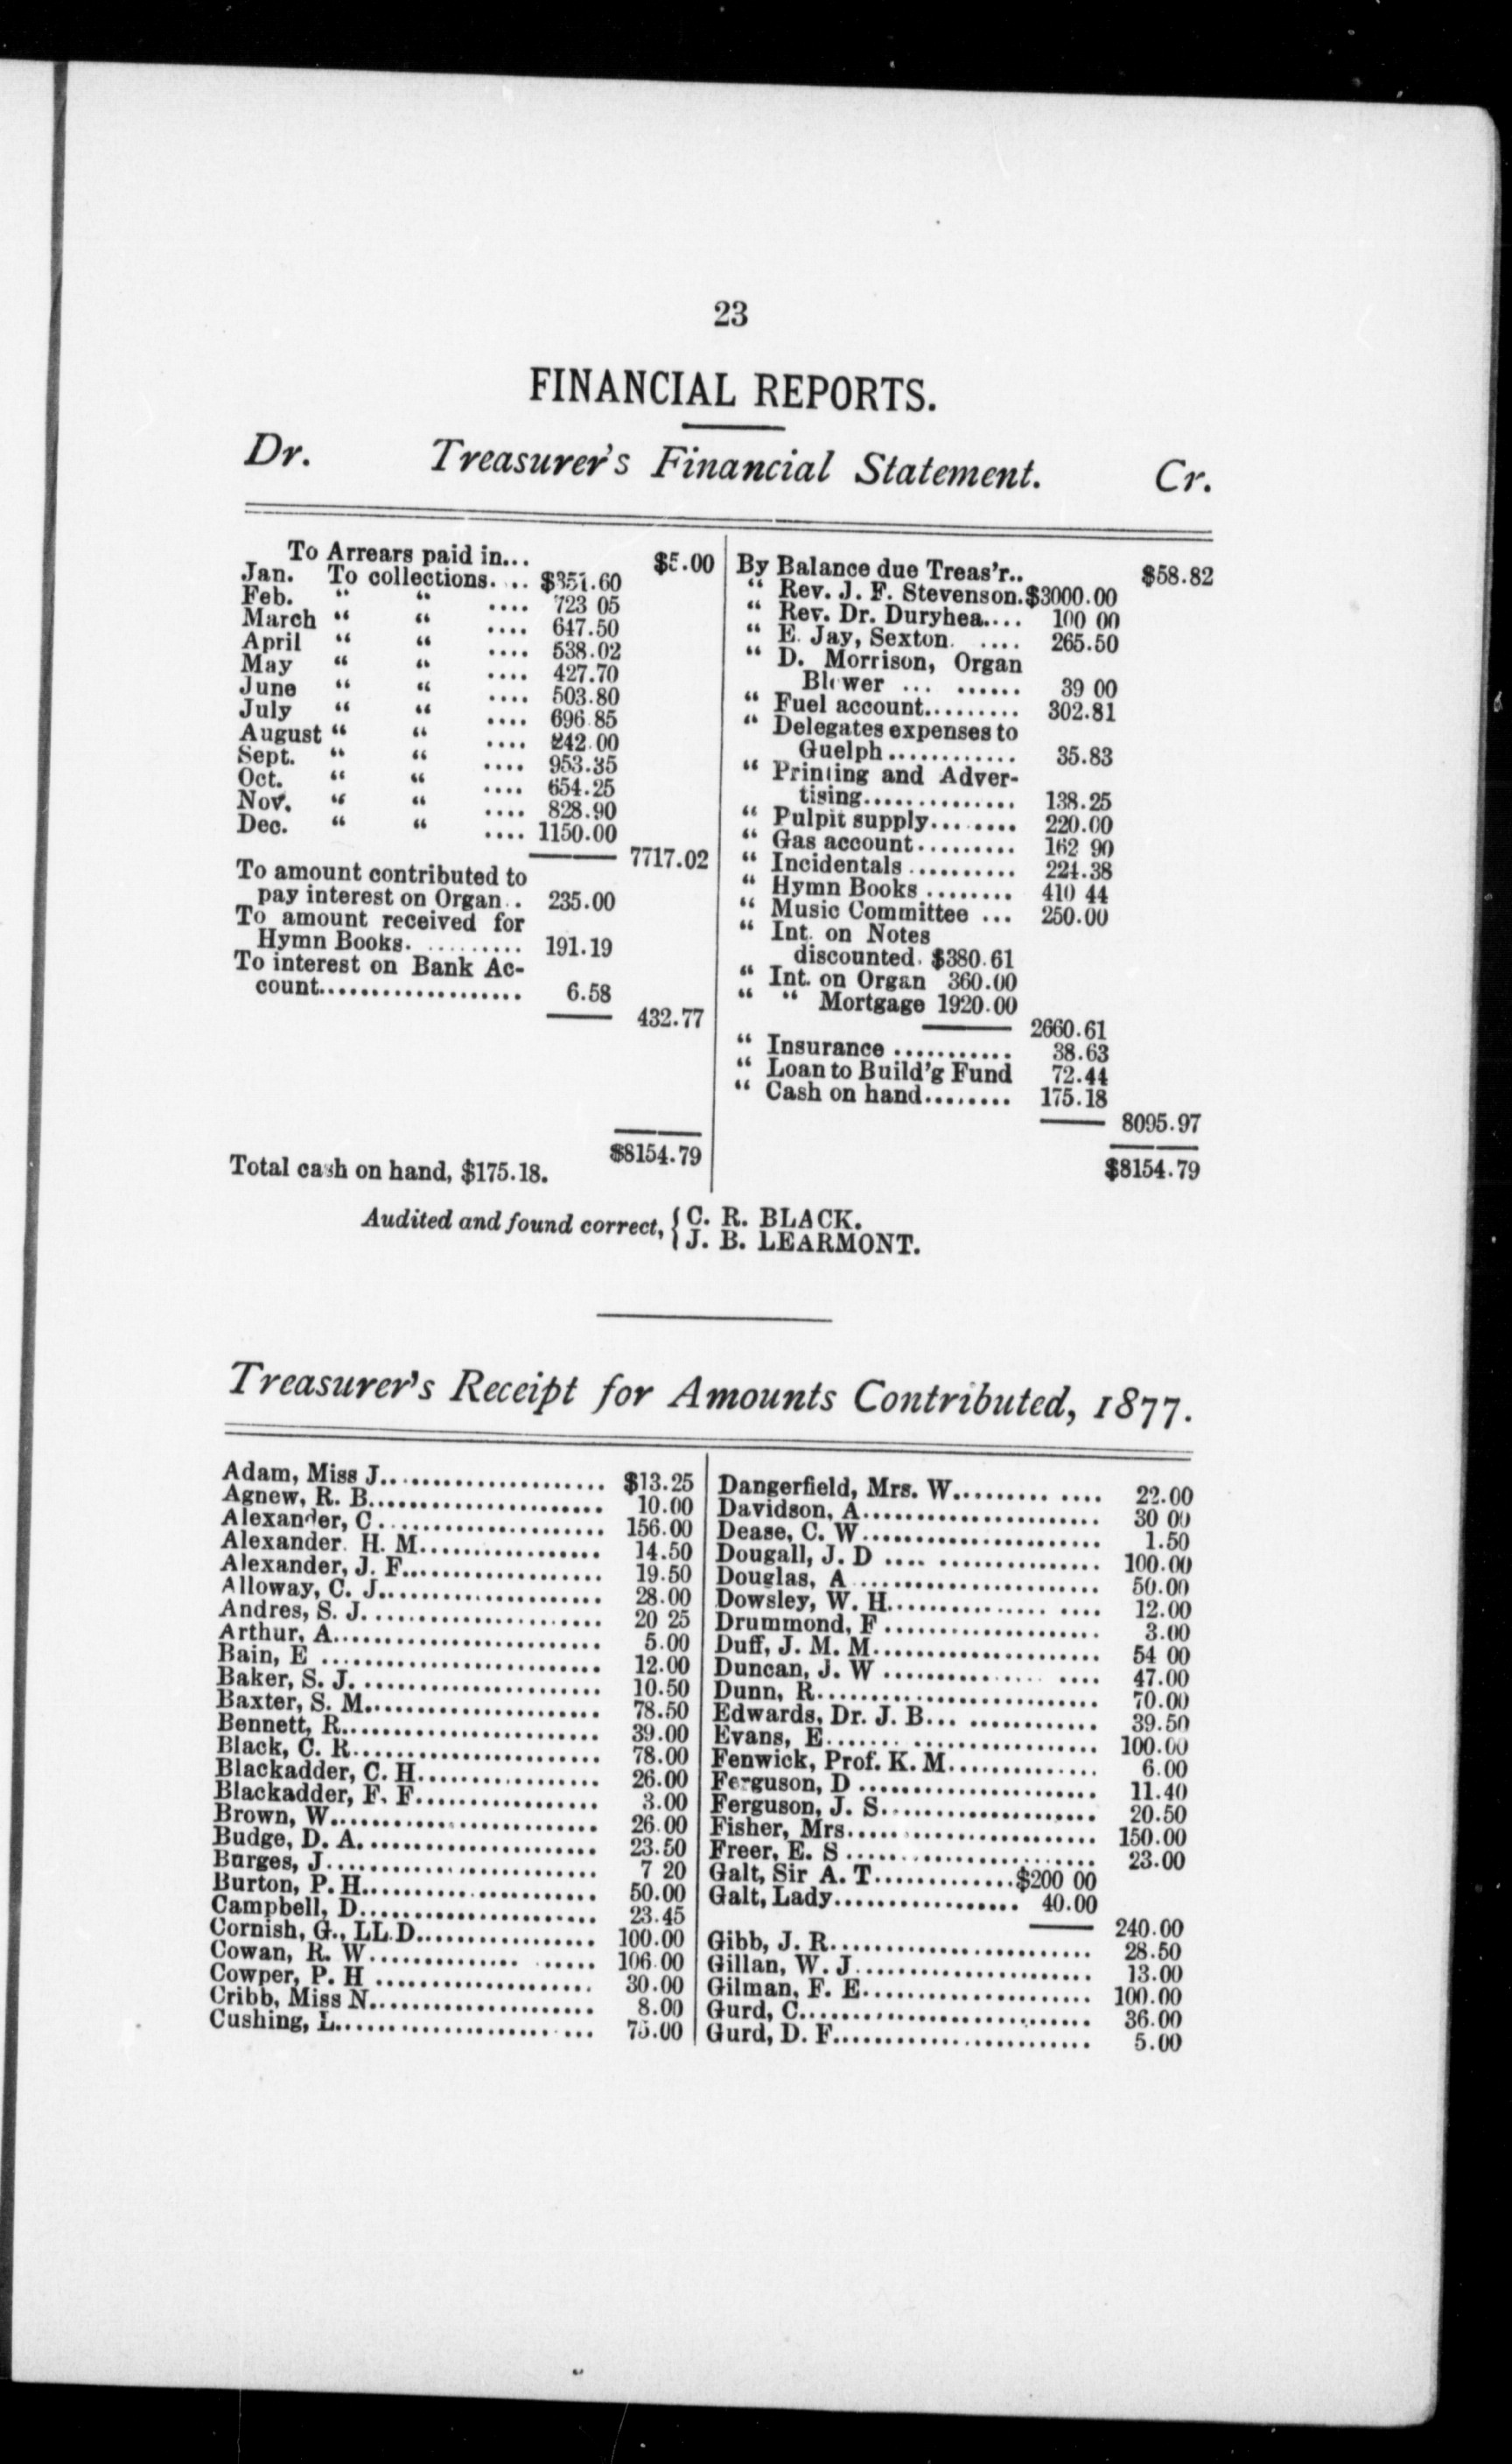 23
FINANCIAL REPORTS.
Dr. Treasurer's Financial Statement. Cr.
To Arrears paid in... $5.00
Jan. To collections. .. $351.60
Feb. " " .... 723 05
March " " .... 647.50
April " " .... 538.02
May " " .... 427.70
June " " .... 503.80
July " " .... 696.85
August " " .... 242.00
Sept. " " .... 953.35
Oct. " " .... 654.25
Nov. " " .... 828.90
Dec. " " .... 1150.00
7717.02
To amount contributed to
pay interest on Organ.. 235.00
To amount received for
Hymn Books. ......... 191.19
To interest on Bank Ac-
count................... 6.58
432.77
$8154.79
Total cash on hand, $175.18.
By Balance due Treas'r.. $58.82
" Rev. J. F. Stevenson.$3000.00
" Rev. Dr. Duryhea.... 100 00
" E. Jay, Sexton. .... 265.50
" D. Morrison, Organ
Blower ... ...... 39 00
" Fuel account......... 302.81
" Delegates expenses to
Guelph............ 35.83
" Printing and Adver-
tising............... 138.25
" Pulpit supply........ 220.00
" Gas account.......... 162 90
" Incidentals.......... 224.38
" Hymn Books ........ 410 44
" Music Committee ... 250.00
" Int. on Notes
discounted. $380.61
" Int. on Organ 360.00
" " Mortgage 1920.00
2660.61
" Insurance ........... 38.63
" Loan to Build'g Fund 72.44
" Cash on hand........ 175.18
8095.97
$8154.79
Audited and found correct, { C. R. BLACK.
J. B. LEARMONT.
Treasurer's Receipt for Amounts Contributed, 1877.
Adam, Miss J...................... $13.25
Agnew, R. B...................... 10.00
Alexander, C...................... 156.00
Alexander. H. M................. 14.50
Alexander, J. F................... 19.50
Alloway, C. J...................... 28.00
Andres, S. J........................ 20 25
Arthur, A.......................... 5.00
Bain, E ........................... 12.00
Baker, S. J........................ 10.50
Baxter, S. M...................... 78.50
Bennett, R......................... 39.00
Black, C. R........................ 78.00
Blackadder, C. H................. 26.00
Blackadder, F. F................. 3.00
Brown, W.......................... 26.00
Budge, D. A....................... 23.50
Burges, J.......................... 7 20
Burton, P. H...................... 50.00
Campbell, D....................... 23.45
Cornish, G., LL.D................. 100.00
Cowan, R. W.............. ...... 106.00
Cowper, P. H ..................... 30.00
Cribb, Miss N..................... 8.00
Cushing, L..................... ... 75.00
Dangerfield, Mrs. W......... .... 22.00
Davidson, A....................... 30 00
Dease, C. W....................... 1.50
Dougall, J. D .... ............... 100.00
Douglas, A........................ 50.00
Dowsley, W. H............... .... 12.00
Drummond, F ..................... 3.00
Duff, J. M. M..................... 54 00
Duncan, J. W ............... .... 47.00
Dunn, R........................... 70.00
Edwards, Dr. J. B... ............ 39.50
Evans, E....... .................. 100.00
Fenwick, Prof. K. M.............. 6.00
Ferguson, D ....................... 11.40
Ferguson, J. S..................... 20.50
Fisher, Mrs........................ 150.00
Freer, E. S ........................ 23.00
Galt, Sir A. T.............$200 00
Galt, Lady.................. 40.00
240.00
Gibb, J. R......................... 28.50
Gillan, W. J....................... 13.00
Gilman, F. E...................... 100.00
Gurd, C............................ 36.00
Gurd, D. F......................... 5.00